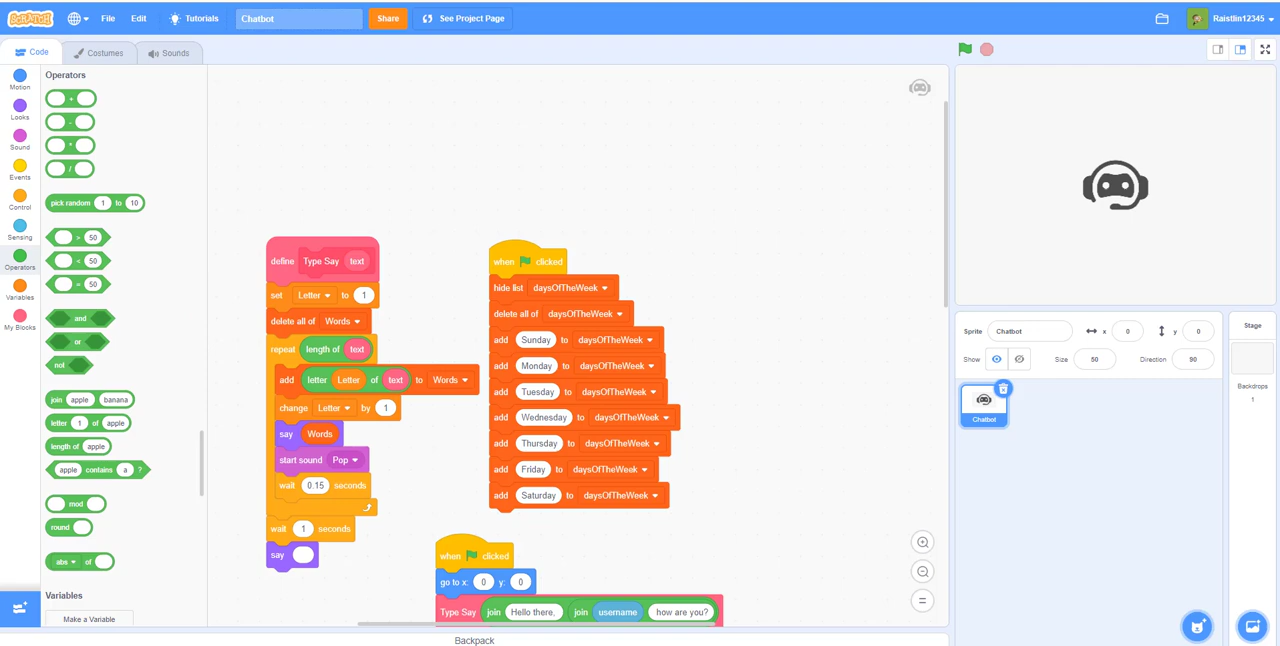 SCRATCH File Edit Tutorials Chatbot Share See Project Page Raistlin12345
Code Costumes Sounds
Motion
Looks
Sound
Events
Control
Sensing
Operators
Variables
My Blocks
Operators
+
-
*
/
pick random 1 to 10
> 50
< 50
= 50
and
or
not
join apple banana
letter 1 of apple
length of apple
apple contains a ?
mod
round
abs of
Variables
Make a Variable
define Type Say text
set Letter to 1
delete all of Words
repeat length of text
add letter Letter of text to Words
change Letter by 1
say Words
start sound Pop
wait 0.15 seconds
wait 1 seconds
say
when clicked
hide list daysOfTheWeek
delete all of daysOfTheWeek
add Sunday to daysOfTheWeek
add Monday to daysOfTheWeek
add Tuesday to daysOfTheWeek
add Wednesday to daysOfTheWeek
add Thursday to daysOfTheWeek
add Friday to daysOfTheWeek
add Saturday to daysOfTheWeek
when clicked
go to x: 0 y: 0
Type Say join Hello there, join username how are you?
Backpack
Sprite Chatbot x 0 y 0
Show Size 50 Direction 90
Chatbot
Stage
Backdrops
1